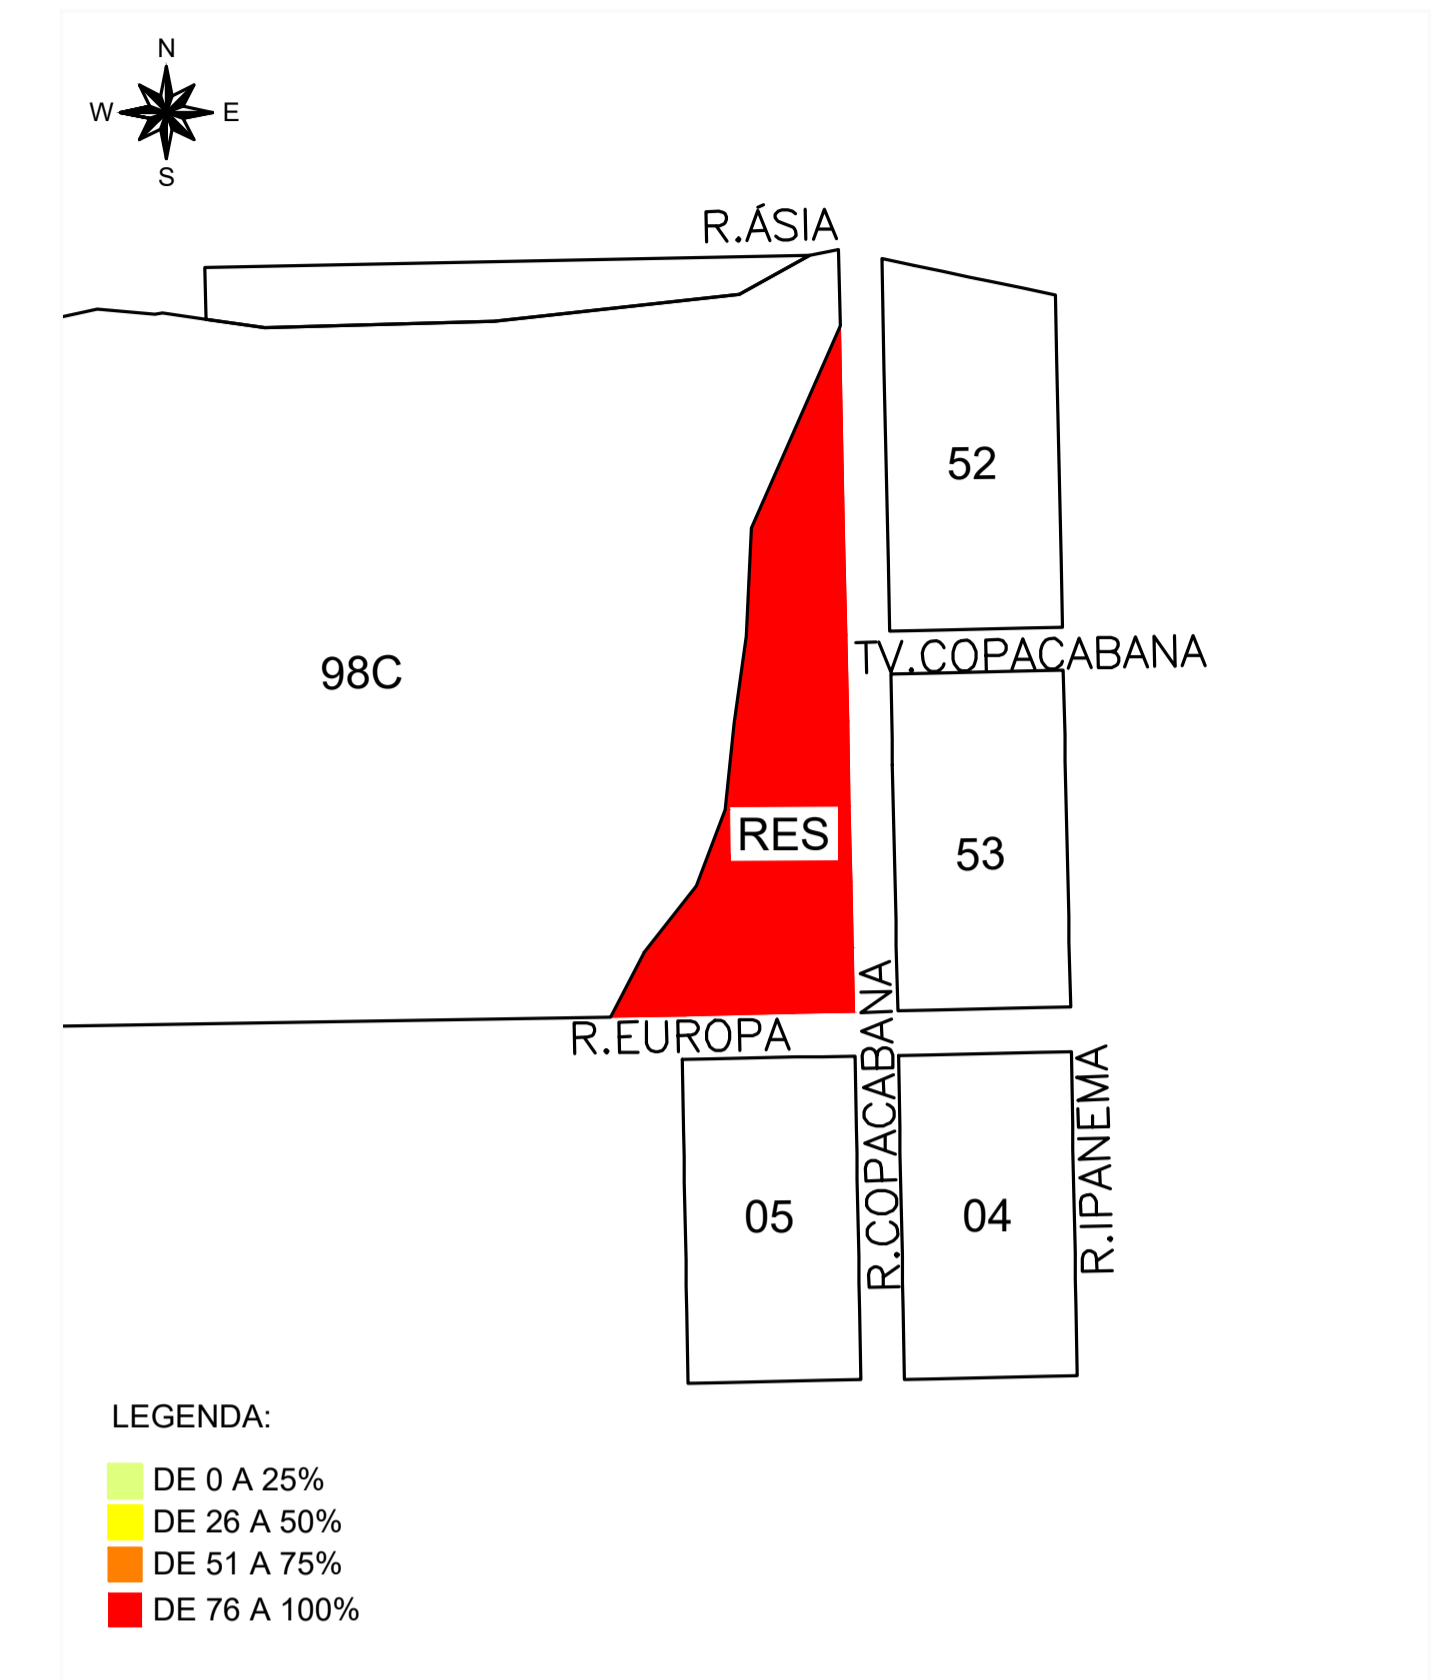 N
W E
S
R.ÁSIA
52
TV.COPACABANA
98C
RES
53
R.EUROPA
R.COPACABANA
R.IPANEMA
05
04
LEGENDA:
DE 0 A 25%
DE 26 A 50%
DE 51 A 75%
DE 76 A 100%